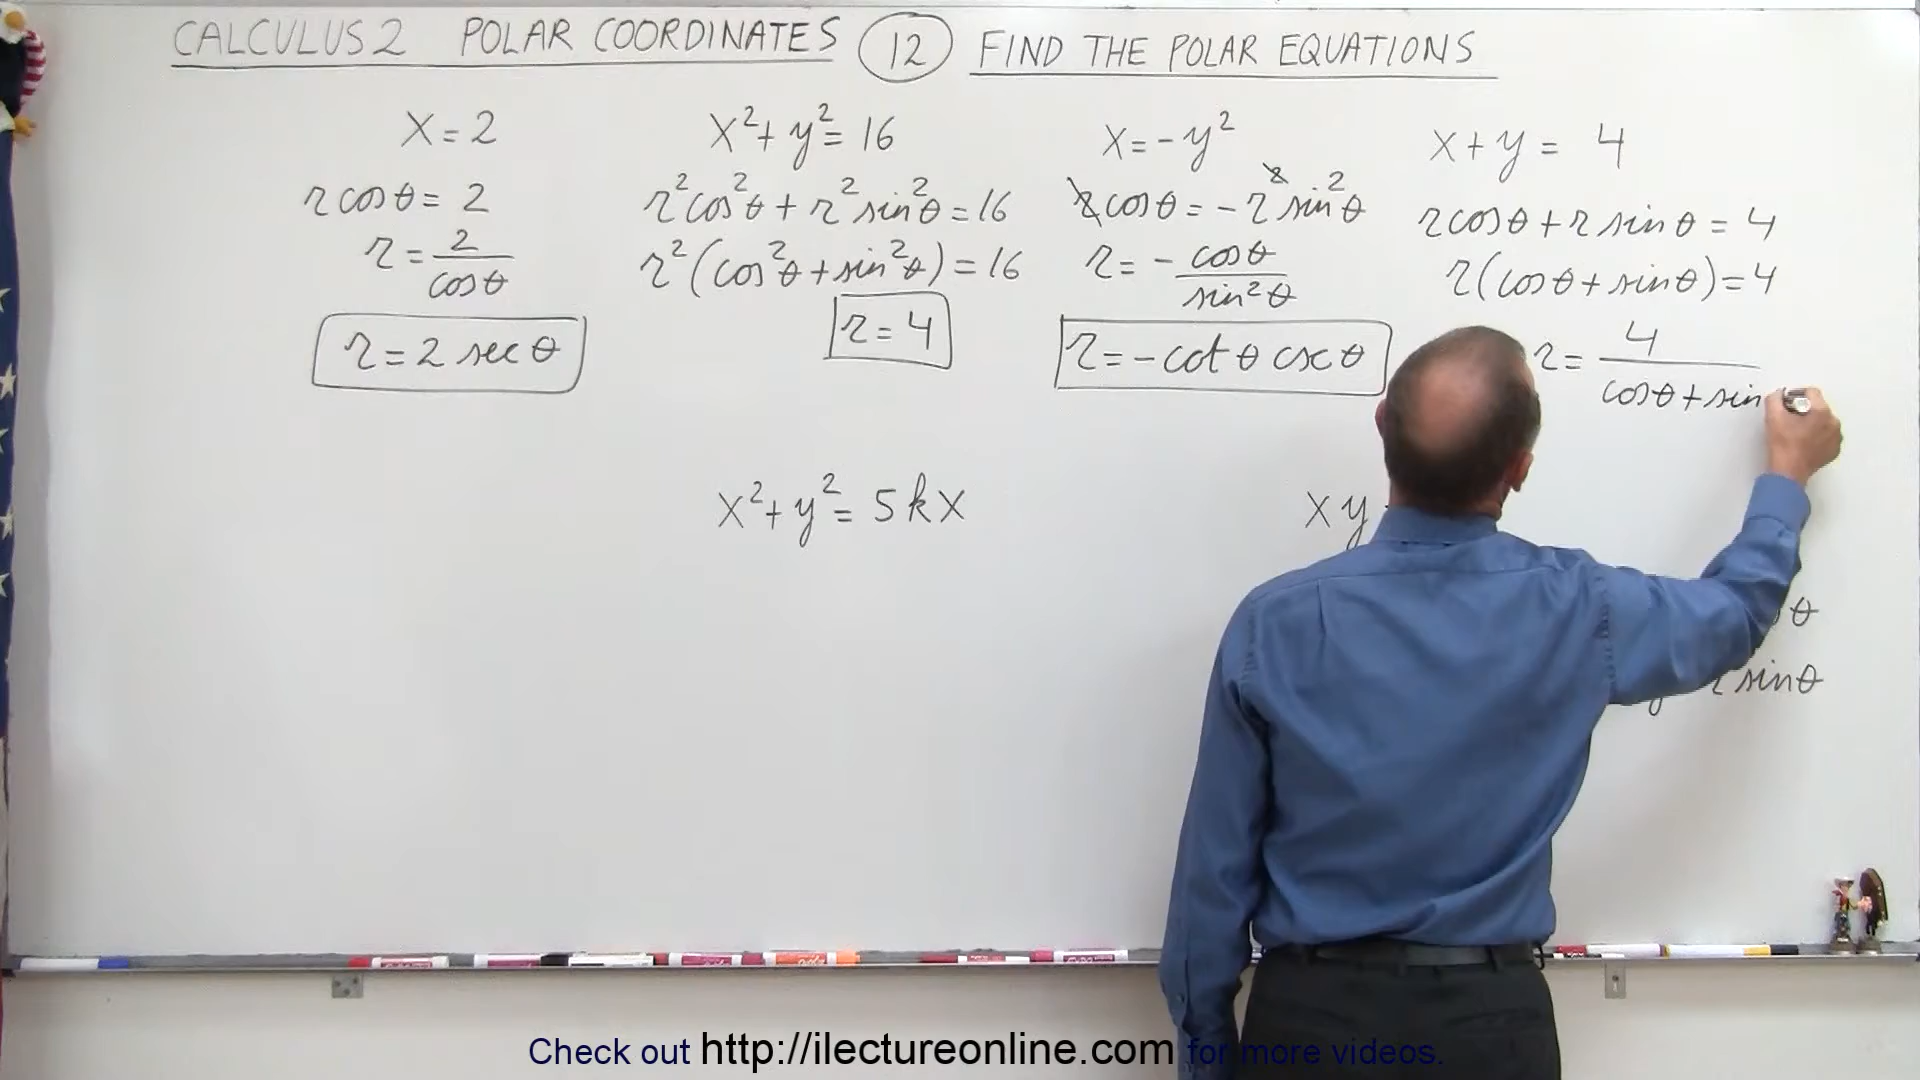 CALCULUS 2 POLAR COORDINATES 12 FIND THE POLAR EQUATIONS
x = 2
r cos θ = 2
r = 2 / cos θ
r = 2 sec θ
x² + y² = 16
r² cos² θ + r² sin² θ = 16
r² (cos² θ + sin² θ) = 16
r = 4
x = - y²
r cos θ = - r² sin² θ
r = - cos θ / sin² θ
r = - cot θ csc θ
x + y = 4
r cos θ + r sin θ = 4
r (cos θ + sin θ) = 4
r = 4 / cos θ + sin
x² + y² = 5kx
xy
θ
r sin θ
Check out http://ilectureonline.com for more videos.